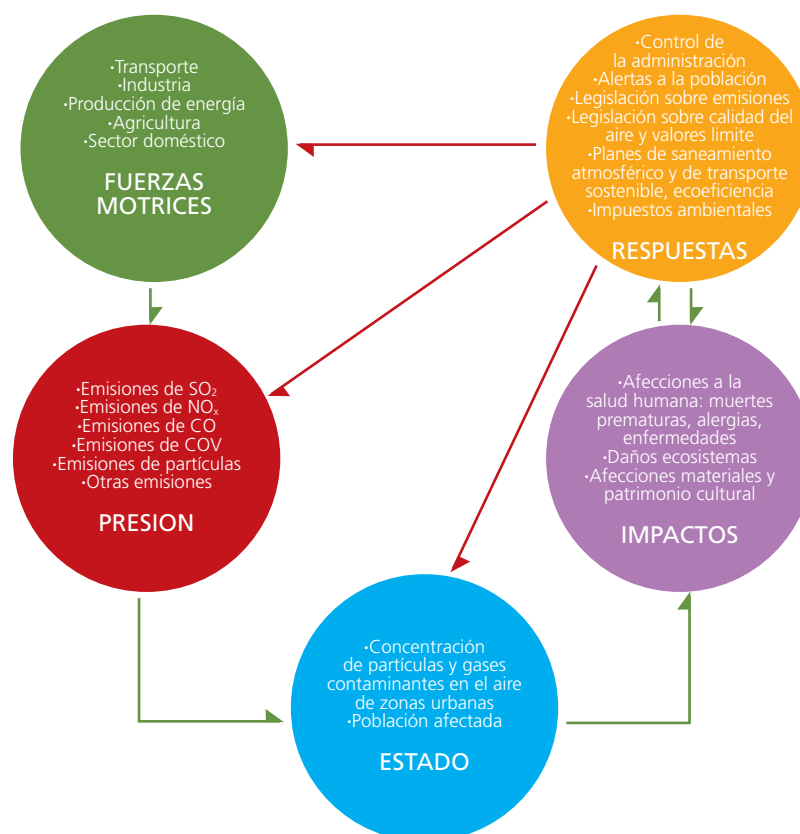 ·Transporte
·Industria
·Producción de energía
·Agricultura
·Sector doméstico
FUERZAS
MOTRICES
·Control de
la administración
·Alertas a la población
·Legislación sobre emisiones
·Legislación sobre calidad del
aire y valores limite
·Planes de saneamiento
atmosférico y de transporte
sostenible, ecoeficiencia
·Impuestos ambientales
RESPUESTAS
·Emisiones de SO₂
·Emisiones de NOₓ
·Emisiones de CO
·Emisiones de COV
·Emisiones de partículas
·Otras emisiones
PRESION
·Afecciones a la
salud humana: muertes
prematuras, alergias,
enfermedades
·Daños ecosistemas
·Afecciones materiales y
patrimonio cultural
IMPACTOS
·Concentración
de partículas y gases
contaminantes en el aire
de zonas urbanas
·Población afectada
ESTADO